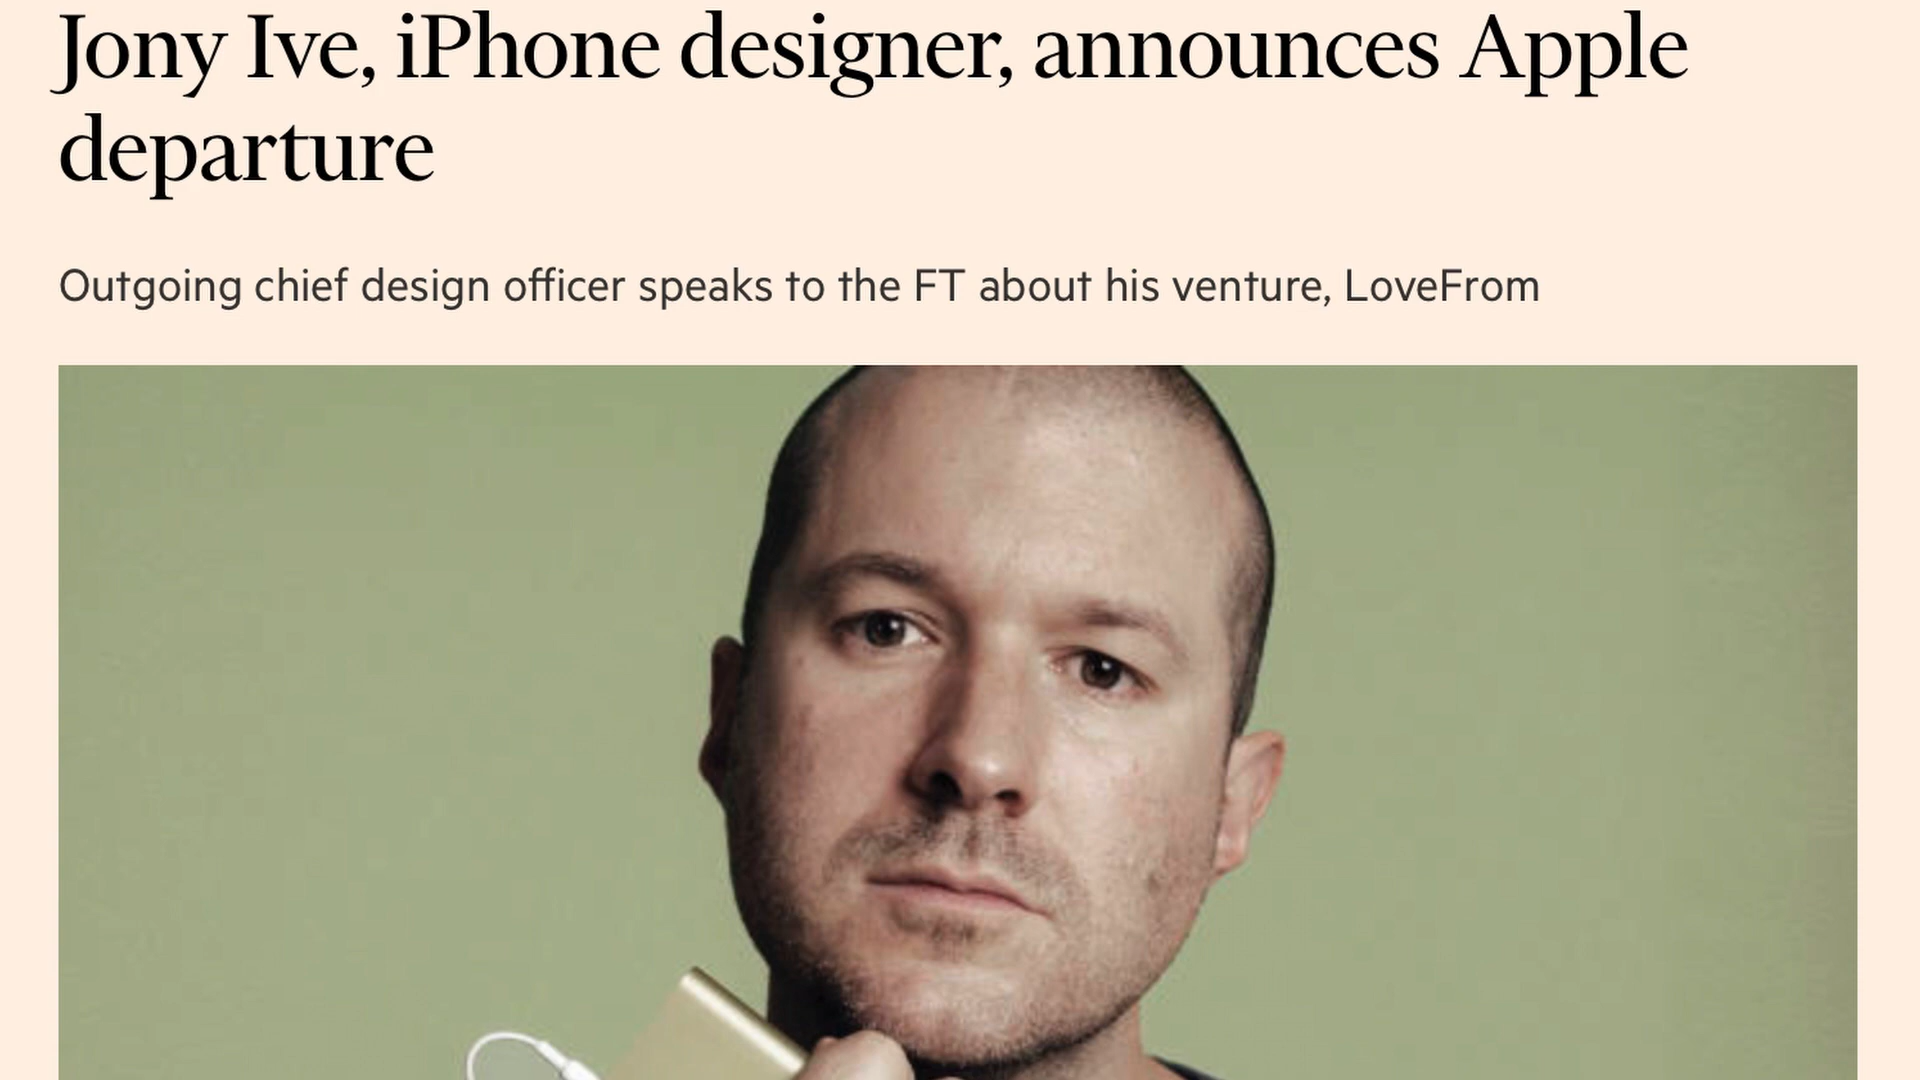 Jony Ive, iPhone designer, announces Apple
departure
Outgoing chief design officer speaks to the FT about his venture, LoveFrom